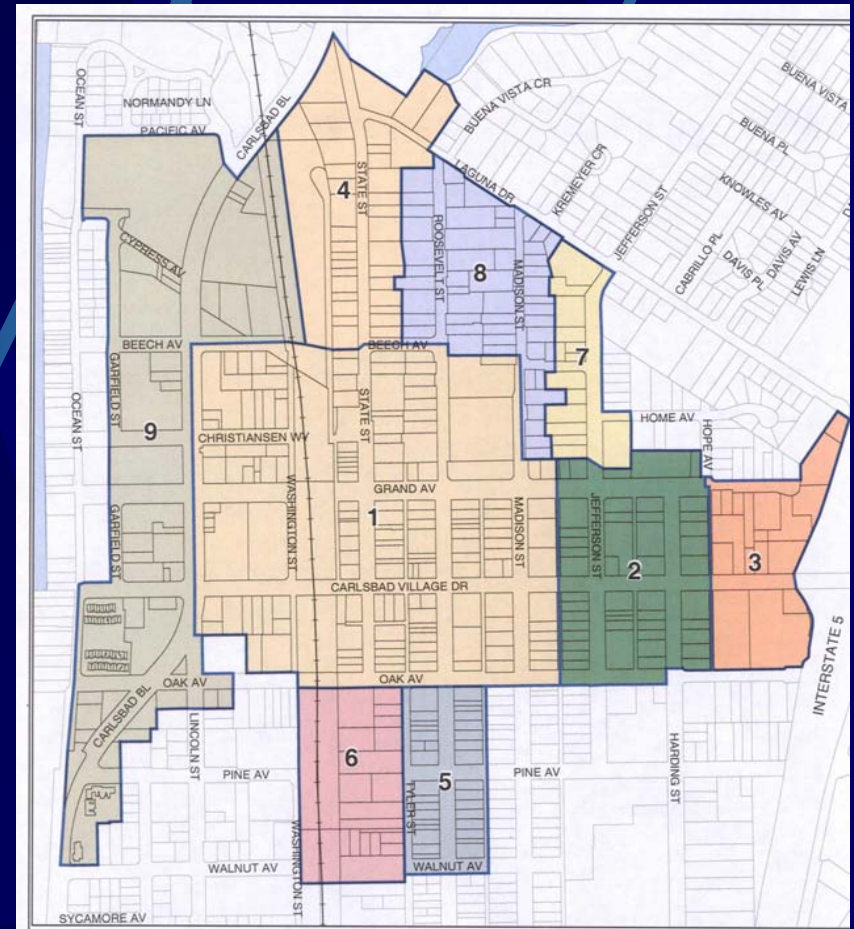 OCEAN ST
NORMANDY LN
PACIFIC AV
CARLSBAD BL
BUENA VISTA CR
BUENA VISTA
BUENA PL
KREMEYER CR
LAGUNA DR
KNOWLES AV
JEFFERSON ST
CABRILLO PL
DAVIS PL
DAVIS AV
LEWIS LN
4
STATE ST
ROOSEVELT ST
8
MADISON ST
CYPRESS AV
BEECH AV
BEECH AV
7
GARFIELD ST
OCEAN ST
9
STATE ST
CHRISTIANSEN WY
HOME AV
HOPE AV
WASHINGTON ST
GRAND AV
1
MADISON ST
JEFFERSON ST
GARFIELD ST
2
3
CARLSBAD VILLAGE DR
INTERSTATE 5
OAK AV
OAK AV
CARLSBAD BL
LINCOLN ST
PINE AV
6
5
TYLER ST
PINE AV
HARDING ST
WASHINGTON ST
WALNUT AV
WALNUT AV
SYCAMORE AV